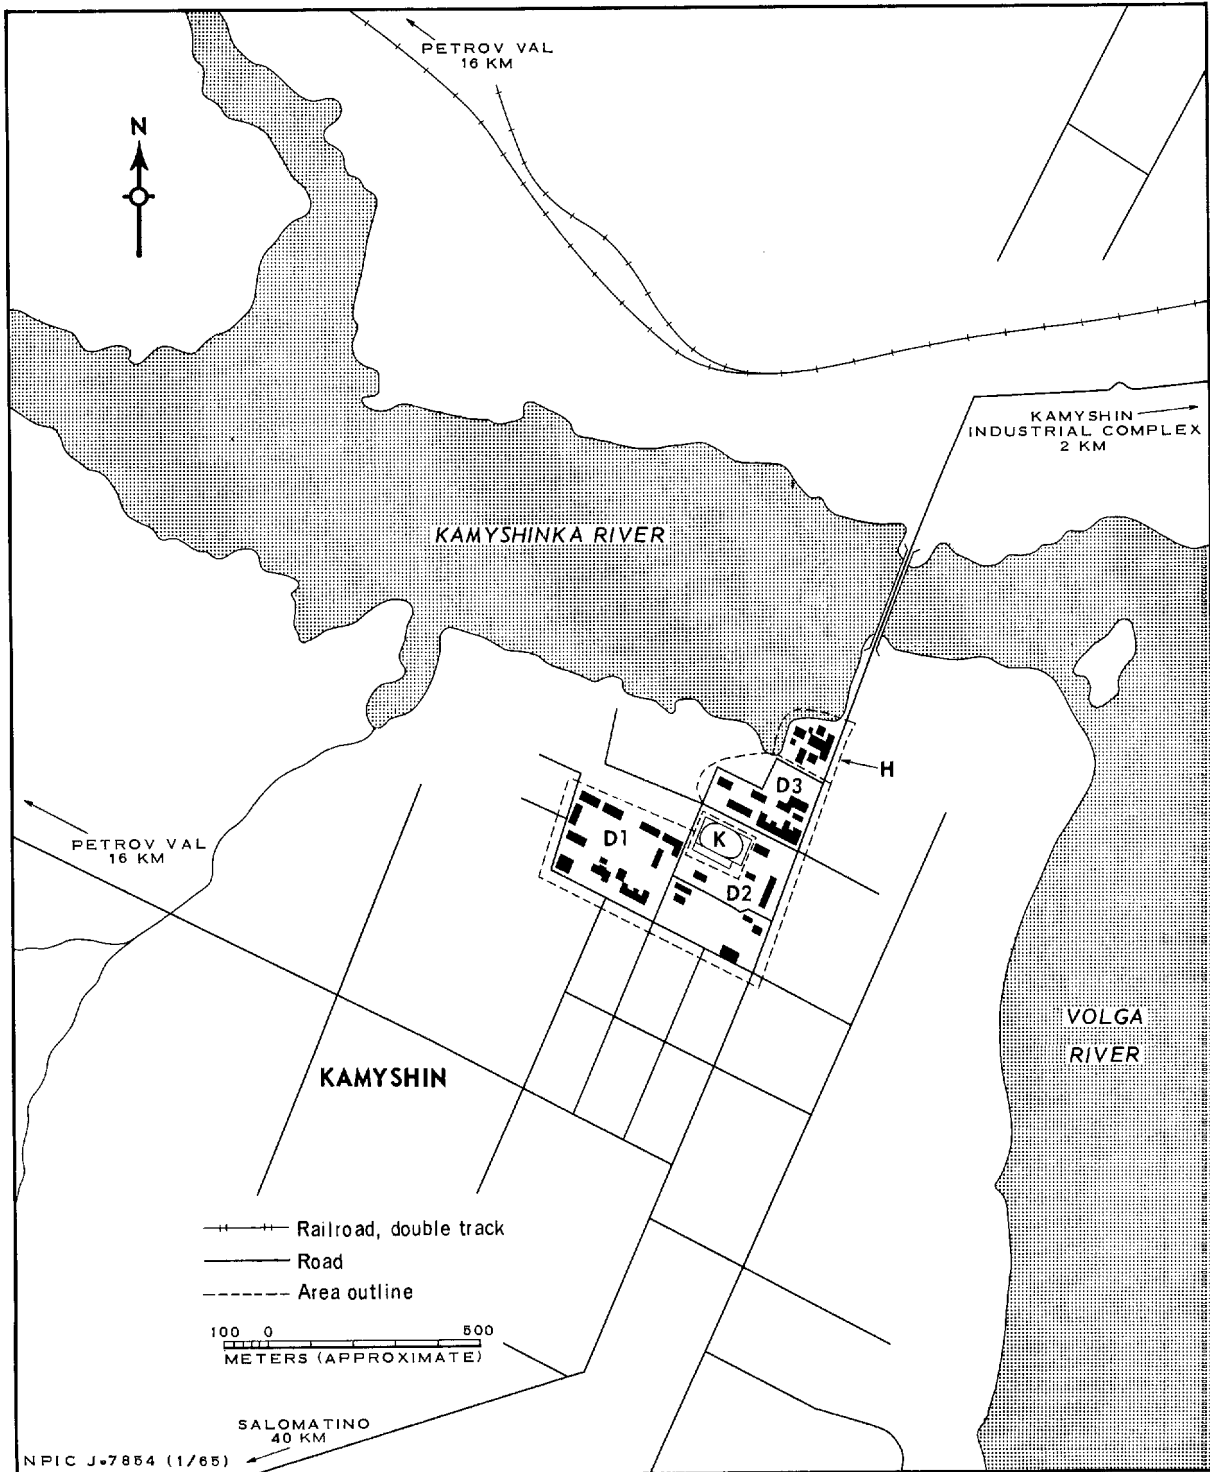 PETROV VAL
16 KM
N
KAMYSHIN
INDUSTRIAL COMPLEX
2 KM
KAMYSHINKA RIVER
H
D3
D1
K
D2
PETROV VAL
16 KM
VOLGA
RIVER
KAMYSHIN
Railroad, double track
Road
Area outline
100 0 500
METERS (APPROXIMATE)
SALOMATINO
40 KM
NPIC J-7854 (1/65)